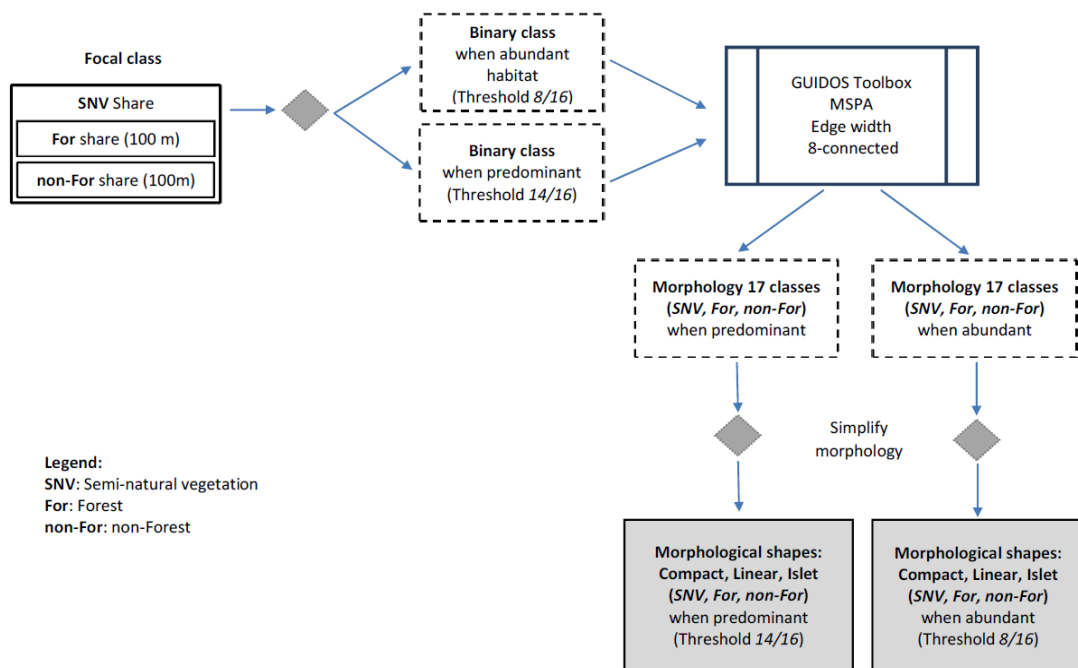 Focal class
SNV Share
For share (100 m)
non-For share (100m)
Binary class
when abundant
habitat
(Threshold 8/16)
Binary class
when predominant
(Threshold 14/16)
GUIDOS Toolbox
MSPA
Edge width
8-connected
Morphology 17 classes
(SNV, For, non-For)
when predominant
Morphology 17 classes
(SNV, For, non-For)
when abundant
Simplify
morphology
Legend:
SNV: Semi-natural vegetation
For: Forest
non-For: non-Forest
Morphological shapes:
Compact, Linear, Islet
(SNV, For, non-For)
when predominant
(Threshold 14/16)
Morphological shapes:
Compact, Linear, Islet
(SNV, For, non-For)
when abundant
(Threshold 8/16)